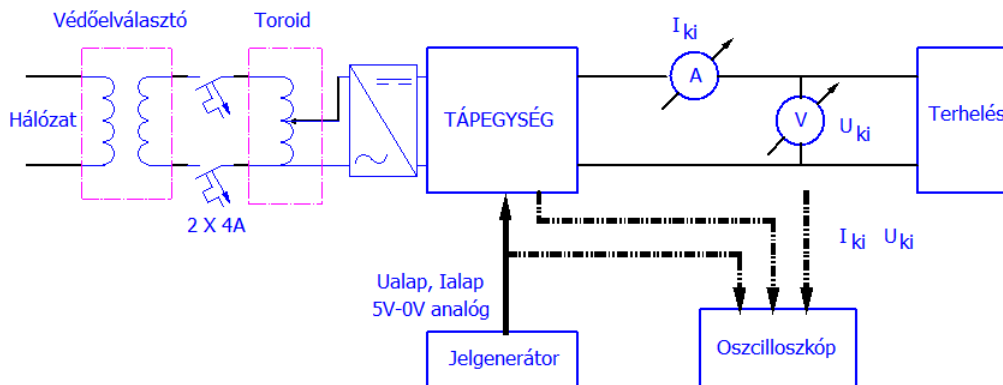 Védőelválasztó
Toroid
I ki
Hálózat
TÁPEGYSÉG
A
V
U ki
Terhelés
2 X 4A
I ki U ki
Ualap, Ialap
5V-0V analóg
Jelgenerátor
Oszcilloszkóp